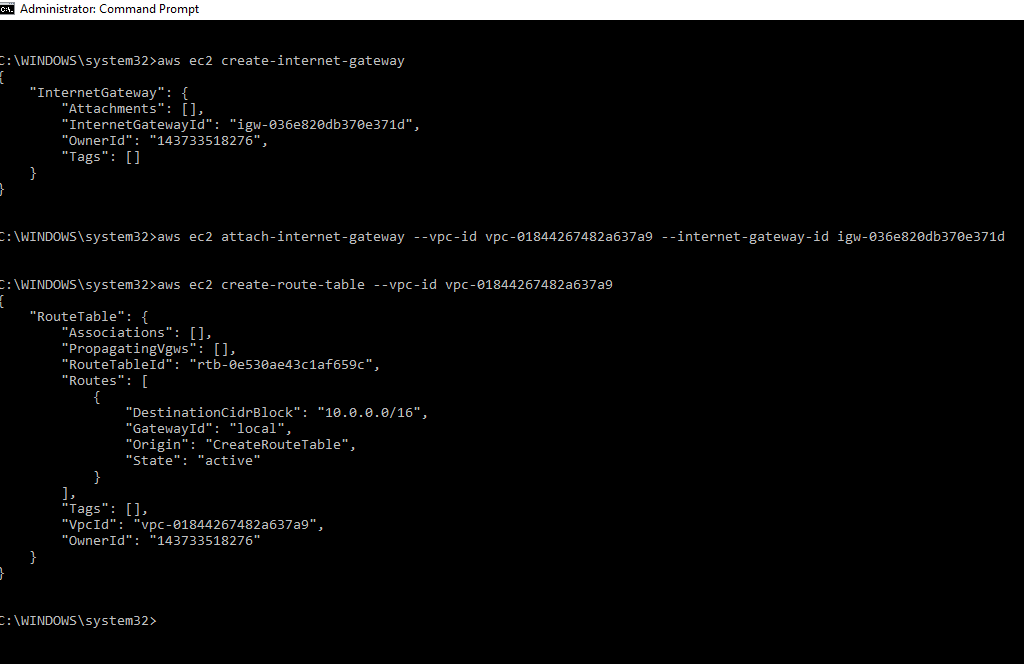 Administrator: Command Prompt
C:\WINDOWS\system32>aws ec2 create-internet-gateway
{
    "InternetGateway": {
        "Attachments": [],
        "InternetGatewayId": "igw-036e820db370e371d",
        "OwnerId": "143733518276",
        "Tags": []
    }
}
C:\WINDOWS\system32>aws ec2 attach-internet-gateway --vpc-id vpc-01844267482a637a9 --internet-gateway-id igw-036e820db370e371d
C:\WINDOWS\system32>aws ec2 create-route-table --vpc-id vpc-01844267482a637a9
{
    "RouteTable": {
        "Associations": [],
        "PropagatingVgws": [],
        "RouteTableId": "rtb-0e530ae43c1af659c",
        "Routes": [
            {
                "DestinationCidrBlock": "10.0.0.0/16",
                "GatewayId": "local",
                "Origin": "CreateRouteTable",
                "State": "active"
            }
        ],
        "Tags": [],
        "VpcId": "vpc-01844267482a637a9",
        "OwnerId": "143733518276"
    }
}
C:\WINDOWS\system32>